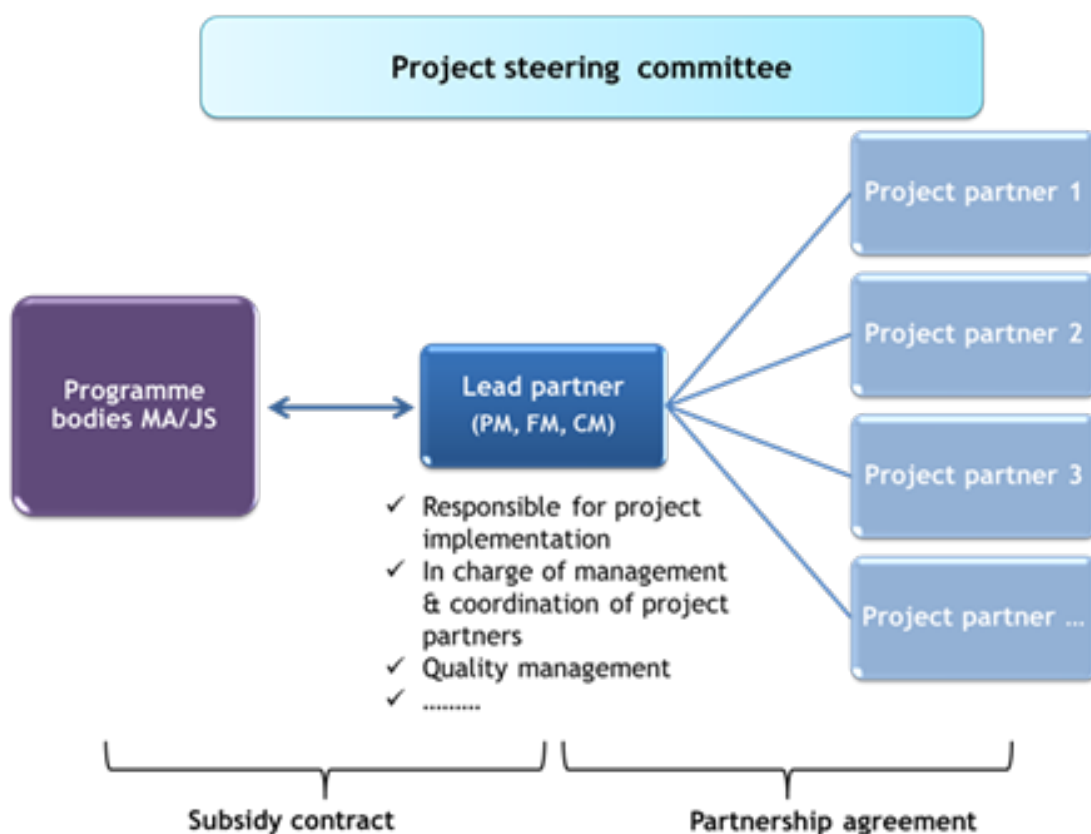 Project steering committee
Project partner 1
Project partner 2
Project partner 3
Project partner ...
Programme
bodies MA/JS
Lead partner
(PM, FM, CM)
✓ Responsible for project
implementation
✓ In charge of management
& coordination of project
partners
✓ Quality management
✓ .........
Subsidy contract
Partnership agreement